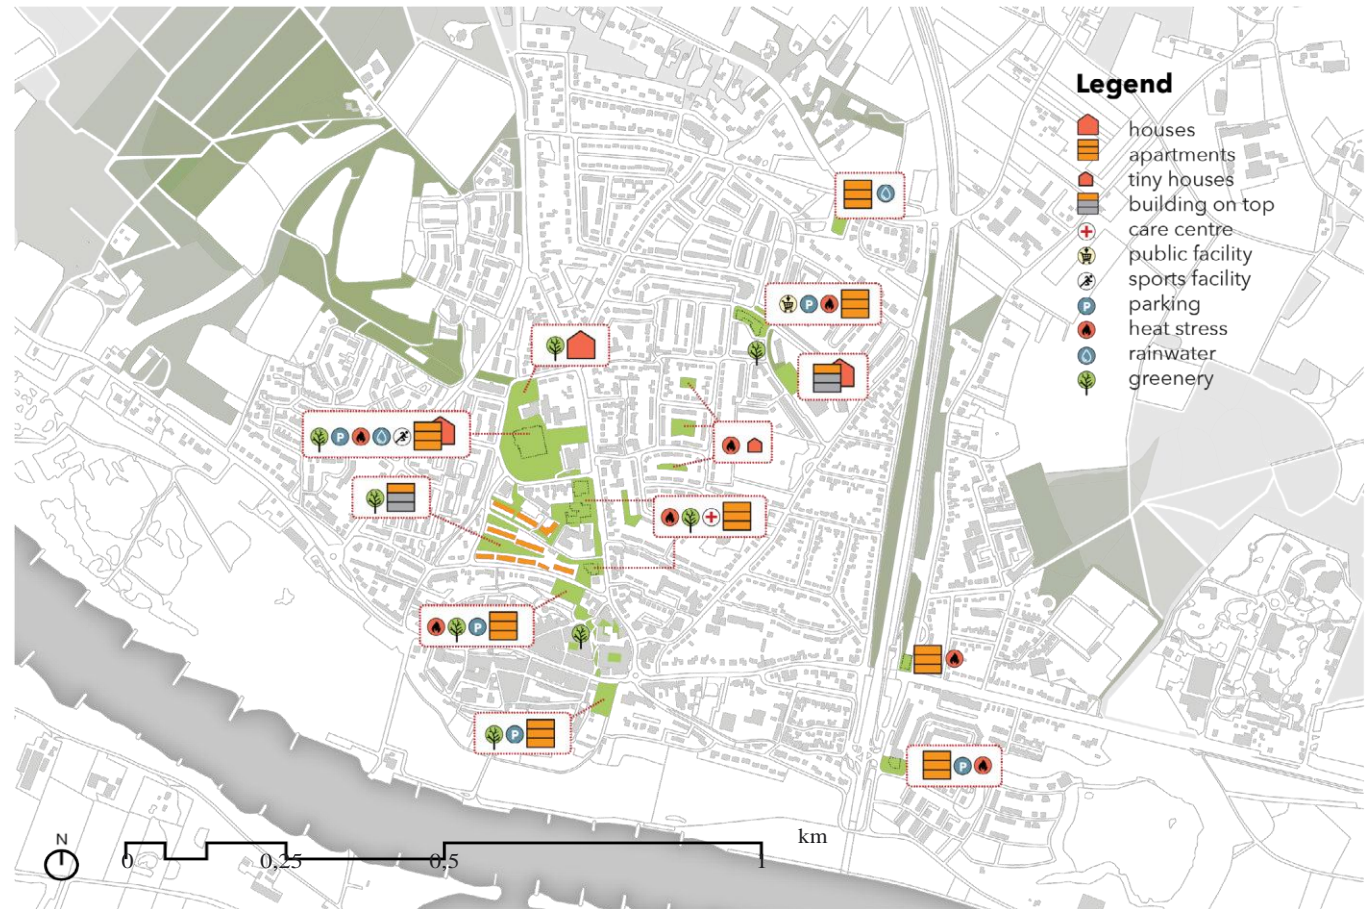 Legend
houses
apartments
tiny houses
building on top
care centre
public facility
sports facility
P parking
heat stress
rainwater
greenery
P
P
P
P
P
N
0 0,25 0,5 1 km